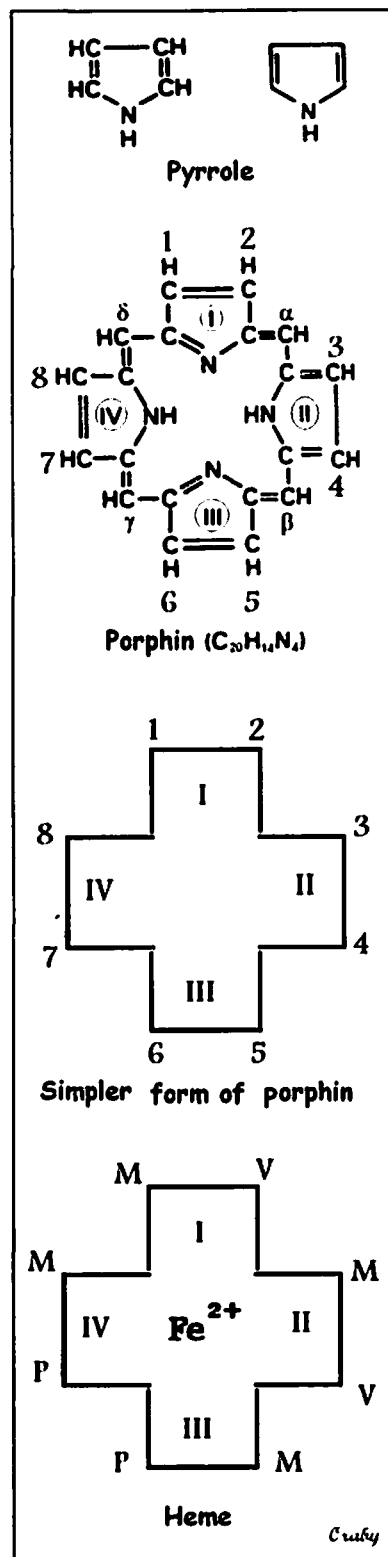 HC CH
HC CH
N
H
N
H
Pyrrole
1 2
H H
C C
δ α
HC C I C CH
N
3
8 HC C C CH
IV NH HN II
7 HC C C CH
4
N
HC C III C CH
γ β
C C
H H
6 5
Porphin (C₂₀H₁₄N₄)
1 2
I
8 3
IV II
7 4
III
6 5
Simpler form of porphin
M V
I
M M
IV Fe²⁺ II
P V
III
P M
Heme